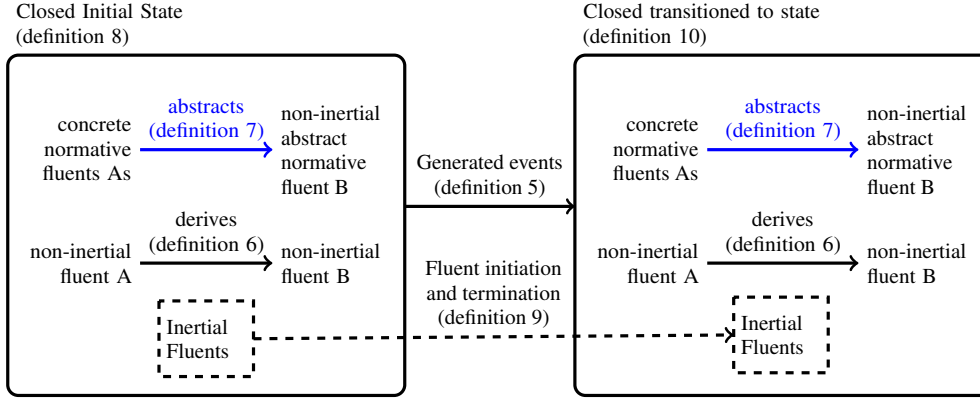 Closed Initial State
(definition 8)
abstracts
(definition 7)
concrete
normative
fluents As
non-inertial
abstract
normative
fluent B
derives
(definition 6)
non-inertial
fluent A
non-inertial
fluent B
Inertial
Fluents
Generated events
(definition 5)
Fluent initiation
and termination
(definition 9)
Closed transitioned to state
(definition 10)
abstracts
(definition 7)
concrete
normative
fluents As
non-inertial
abstract
normative
fluent B
derives
(definition 6)
non-inertial
fluent A
non-inertial
fluent B
Inertial
Fluents